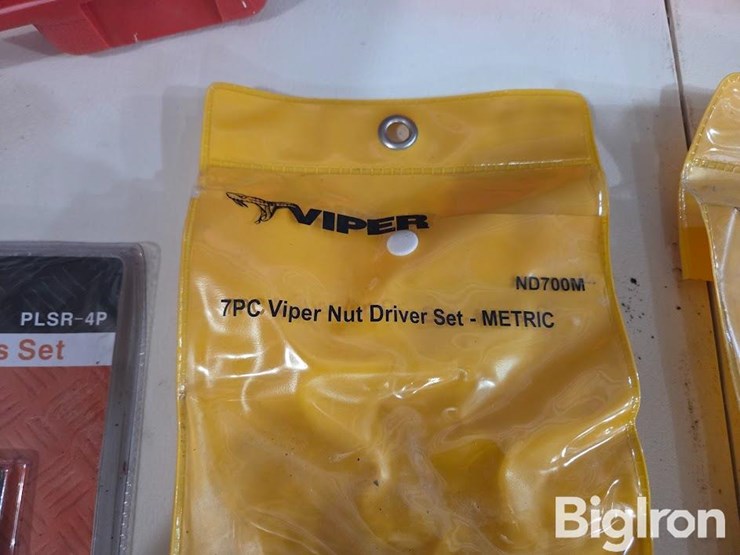 VIPER
ND700M
7PC Viper Nut Driver Set - METRIC
PLSR-4P
s Set
BigIron